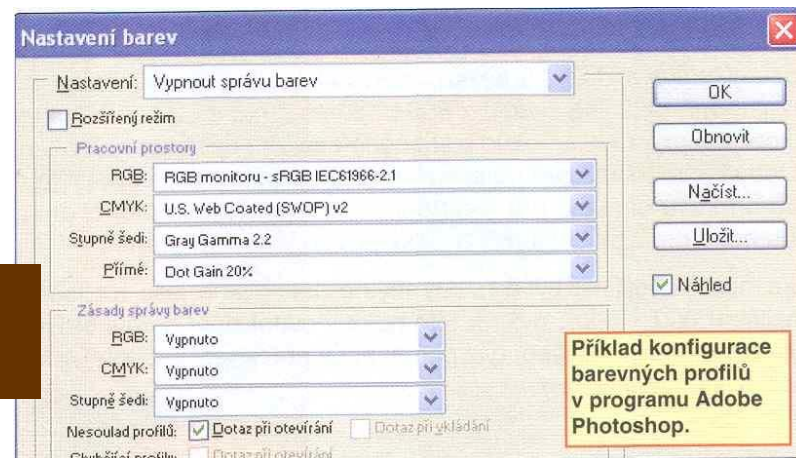 Nastavení barev
Nastavení: Vypnout správu barev
Rozšířený režim
Pracovní prostory
RGB: RGB monitoru - sRGB IEC61966-2.1
CMYK: U.S. Web Coated (SWOP) v2
Stupně šedi: Gray Gamma 2.2
Přímé: Dot Gain 20%
Zásady správy barev
RGB: Vypnuto
CMYK: Vypnuto
Stupně šedi: Vypnuto
Nesoulad profilů: Dotaz při otevírání Dotaz při vkládání
Chybějící profily: Dotaz při otevírání
OK
Obnovit
Načíst...
Uložit...
Náhled
Příklad konfigurace
barevných profilů
v programu Adobe
Photoshop.